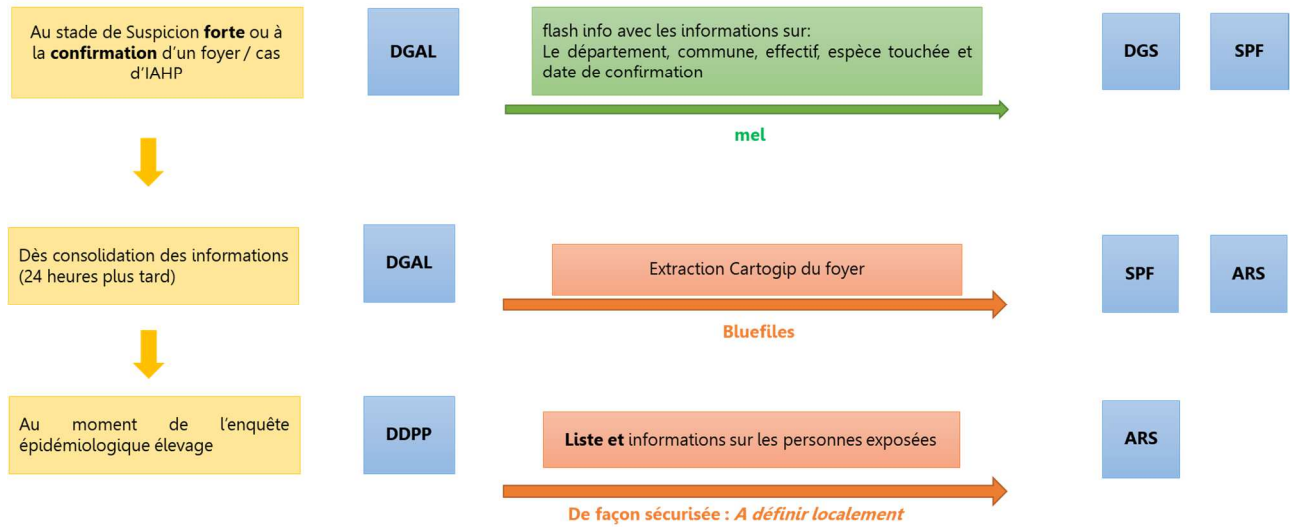 Au stade de Suspicion forte ou à
la confirmation d'un foyer / cas
d'IAHP
DGAL
flash info avec les informations sur:
Le département, commune, effectif, espèce touchée et
date de confirmation
DGS
SPF
mel
Dès consolidation des informations
(24 heures plus tard)
DGAL
Extraction Cartogip du foyer
SPF
ARS
Bluefiles
Au moment de l'enquête
épidémiologique élevage
DDPP
Liste et informations sur les personnes exposées
ARS
De façon sécurisée : A définir localement